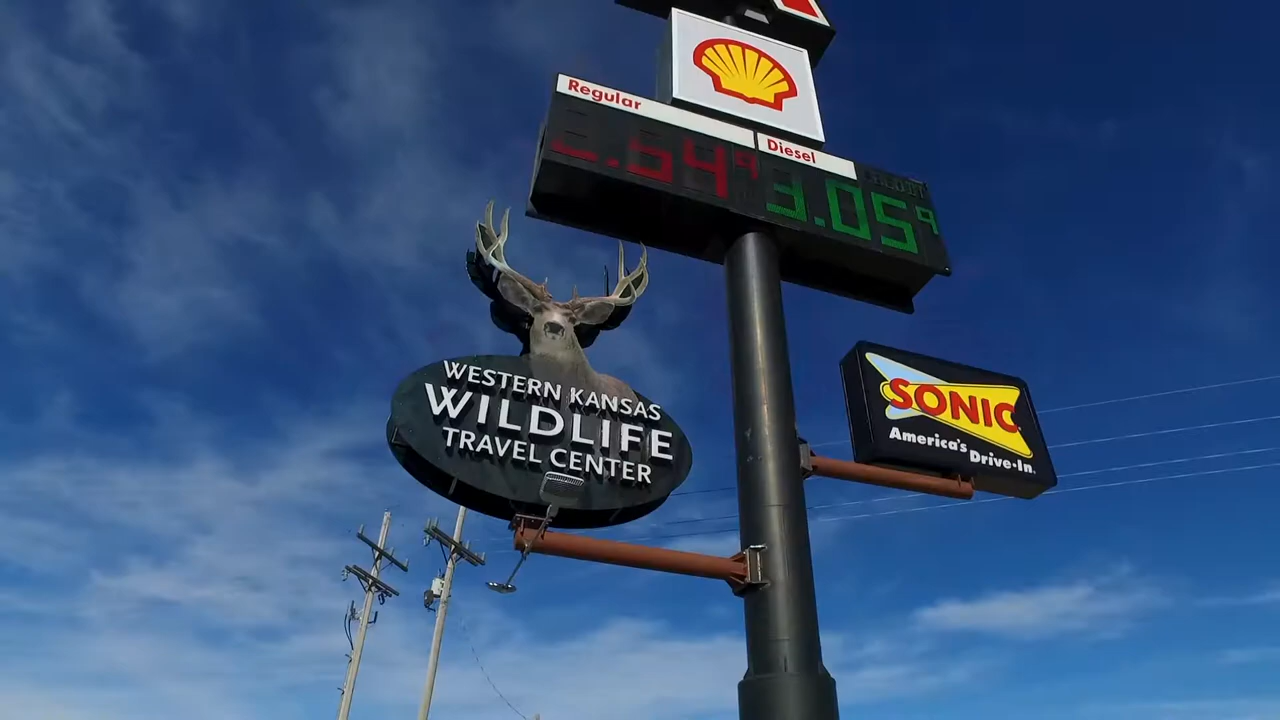 Regular
Diesel
3.05⁹
WESTERN KANSAS
WILDLIFE
TRAVEL CENTER
SONIC
America's Drive-In.